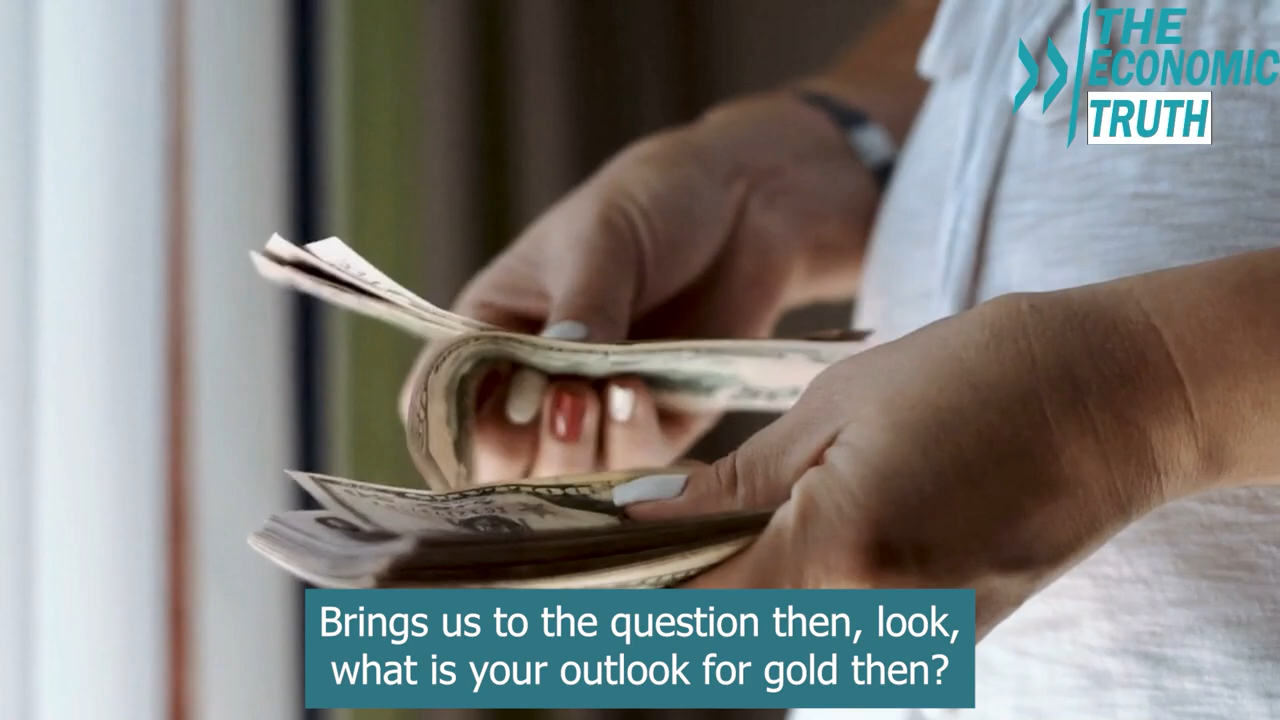 THE
ECONOMIC
TRUTH
Brings us to the question then, look,
what is your outlook for gold then?